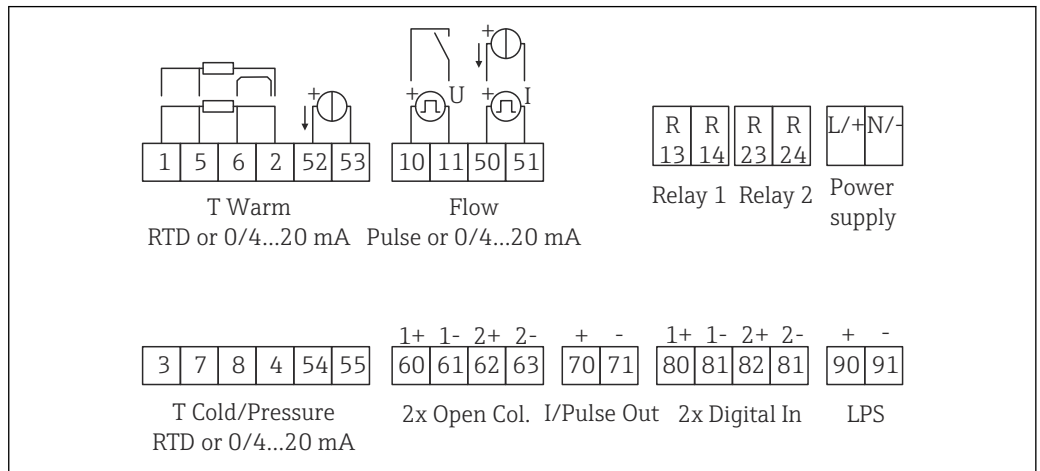 + U + I
+ + +
R R R R L/+ N/-
13 14 23 24
1 5 6 2 52 53 10 11 50 51
Relay 1 Relay 2 Power
supply
T Warm Flow
RTD or 0/4...20 mA Pulse or 0/4...20 mA
1+ 1- 2+ 2- + - 1+ 1- 2+ 2- + -
3 7 8 4 54 55 60 61 62 63 70 71 80 81 82 81 90 91
T Cold/Pressure 2x Open Col. I/Pulse Out 2x Digital In LPS
RTD or 0/4...20 mA